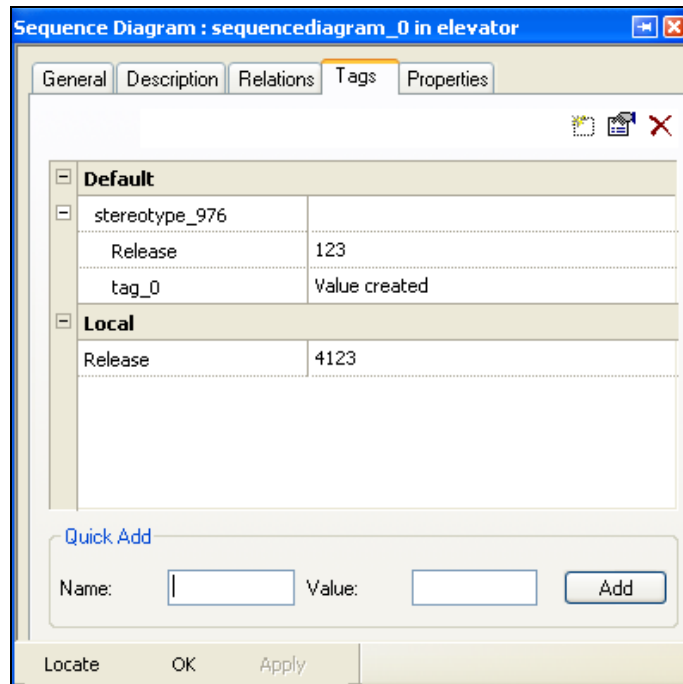 Sequence Diagram : sequencediagram_0 in elevator
General Description Relations Tags Properties
Default
stereotype_976
Release 123
tag_0 Value created
Local
Release 4123
Quick Add
Name: Value: Add
Locate OK Apply